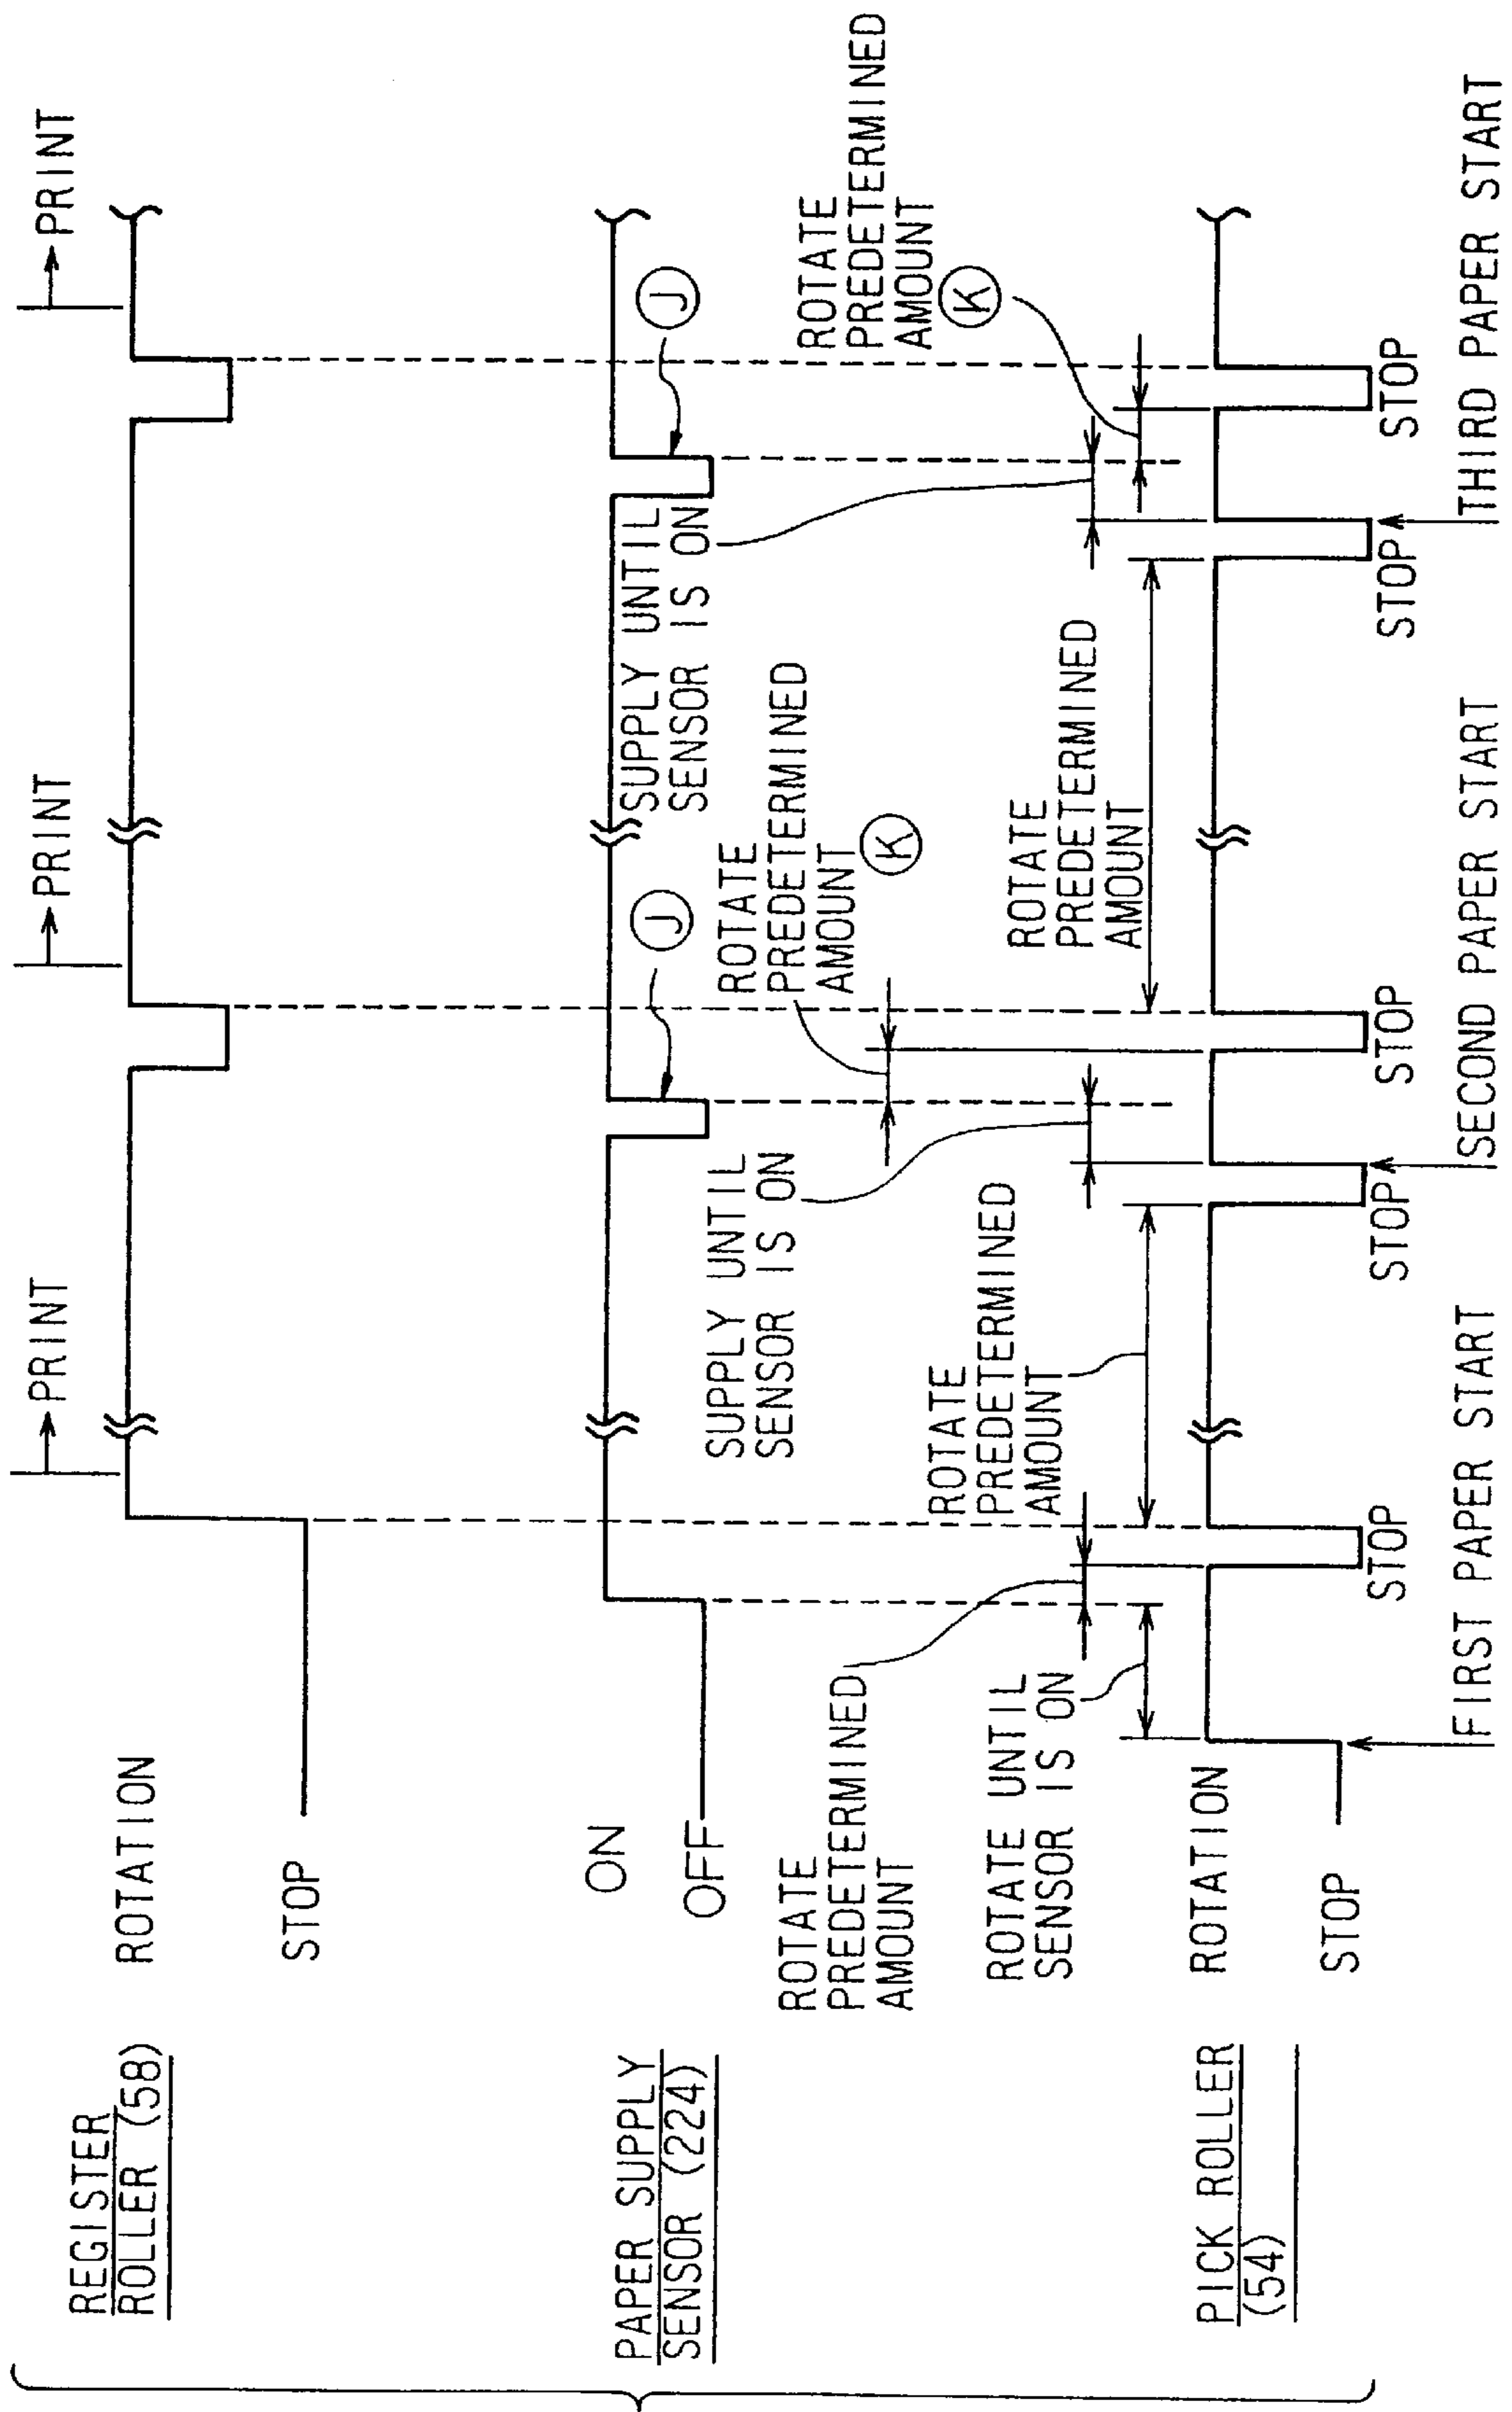 REGISTER
ROLLER (58)
ROTATION
STOP
PRINT
PRINT
PRINT
PAPER SUPPLY
SENSOR (224)
ON
OFF
J
J
SUPPLY UNTIL
SENSOR IS ON
SUPPLY UNTIL
SENSOR IS ON
ROTATE
PREDETERMINED
AMOUNT
K
ROTATE
PREDETERMINED
AMOUNT
K
ROTATE
PREDETERMINED
AMOUNT
ROTATE UNTIL
SENSOR IS ON
ROTATE
PREDETERMINED
AMOUNT
ROTATE
PREDETERMINED
AMOUNT
PICK ROLLER
(54)
ROTATION
STOP
STOP
STOP
STOP
STOP
STOP
FIRST PAPER START
SECOND PAPER START
THIRD PAPER START